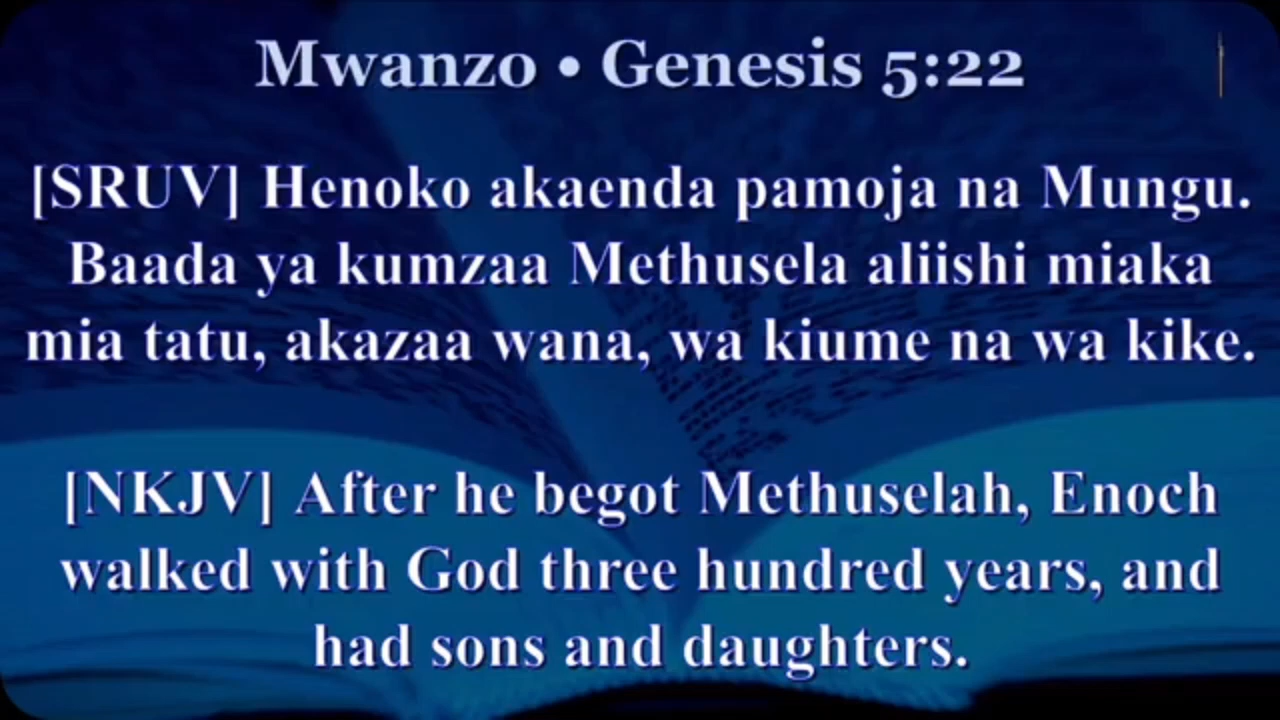 Mwanzo • Genesis 5:22
[SRUV] Henoko akaenda pamoja na Mungu.
Baada ya kumzaa Methusela aliishi miaka
mia tatu, akazaa wana, wa kiume na wa kike.
[NKJV] After he begot Methuselah, Enoch
walked with God three hundred years, and
had sons and daughters.